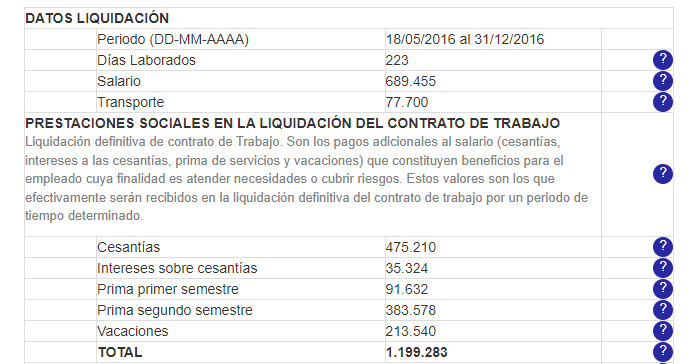 DATOS LIQUIDACIÓN
Periodo (DD-MM-AAAA) 18/05/2016 al 31/12/2016
Días Laborados 223 ?
Salario 689.455 ?
Transporte 77.700 ?
PRESTACIONES SOCIALES EN LA LIQUIDACIÓN DEL CONTRATO DE TRABAJO
Liquidación definitiva de contrato de Trabajo. Son los pagos adicionales al salario (cesantías,
intereses a las cesantías, prima de servicios y vacaciones) que constituyen beneficios para el
empleado cuya finalidad es atender necesidades o cubrir riesgos. Estos valores son los que ?
efectivamente serán recibidos en la liquidación definitiva del contrato de trabajo por un periodo de
tiempo determinado.
Cesantías 475.210 ?
Intereses sobre cesantías 35.324 ?
Prima primer semestre 91.632 ?
Prima segundo semestre 383.578 ?
Vacaciones 213.540 ?
TOTAL 1.199.283 ?